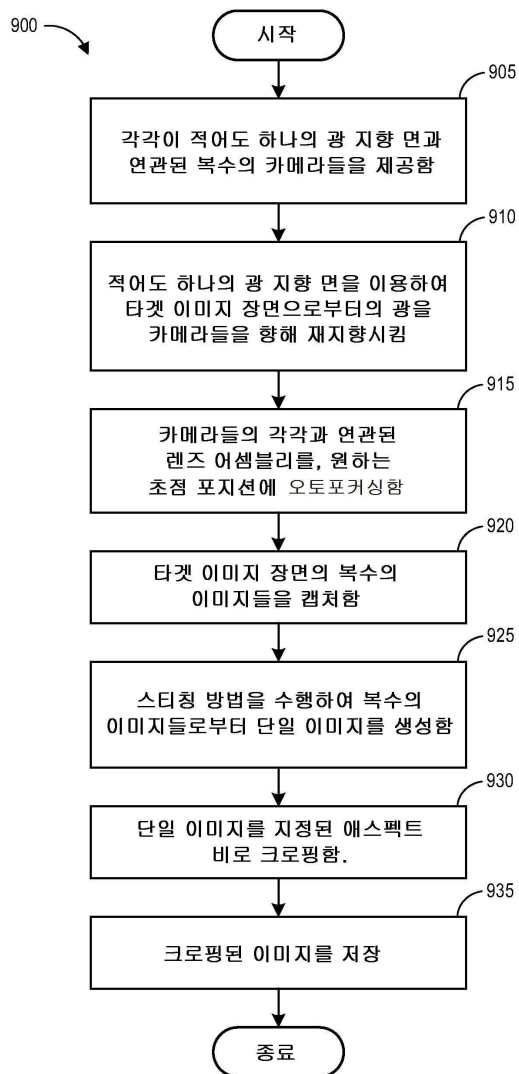 900
시작
905
각각이 적어도 하나의 광 지향 면과
연관된 복수의 카메라들을 제공함
910
적어도 하나의 광 지향 면을 이용하여
타겟 이미지 장면으로부터의 광을
카메라들을 향해 재지향시킴
915
카메라들의 각각과 연관된
렌즈 어셈블리를, 원하는
초점 포지션에 오토포커싱함
920
타겟 이미지 장면의 복수의
이미지들을 캡처함
925
스티칭 방법을 수행하여 복수의
이미지들로부터 단일 이미지를 생성함
930
단일 이미지를 지정된 애스펙트
비로 크로핑함.
935
크로핑된 이미지를 저장
종료